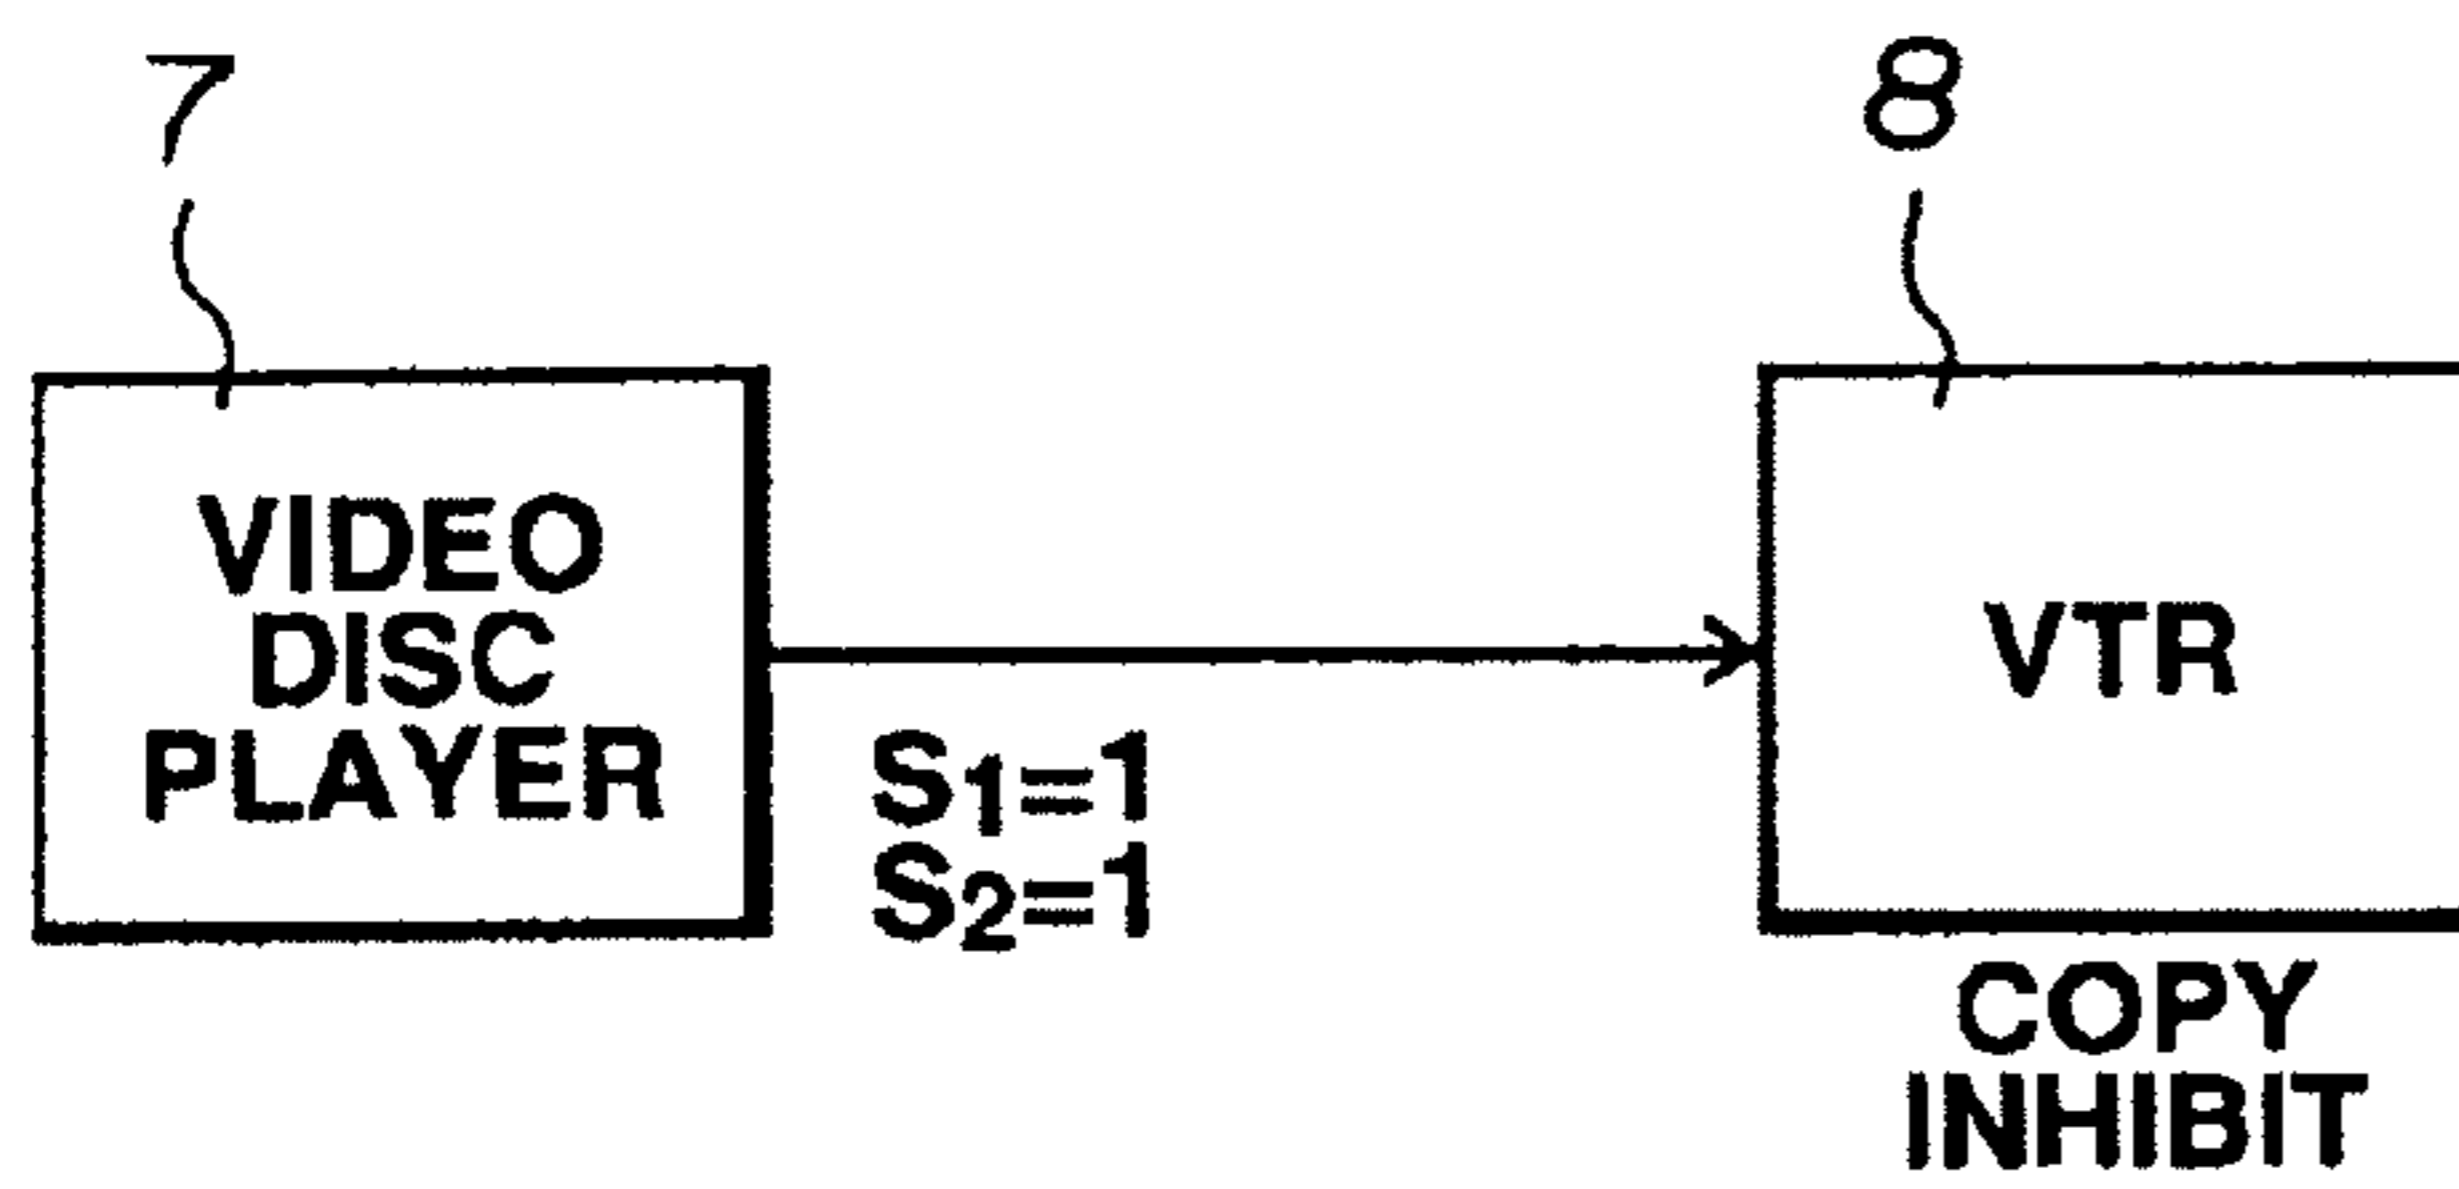 7
8
VIDEO
DISC
PLAYER
VTR
S1=1
S2=1
COPY
INHIBIT